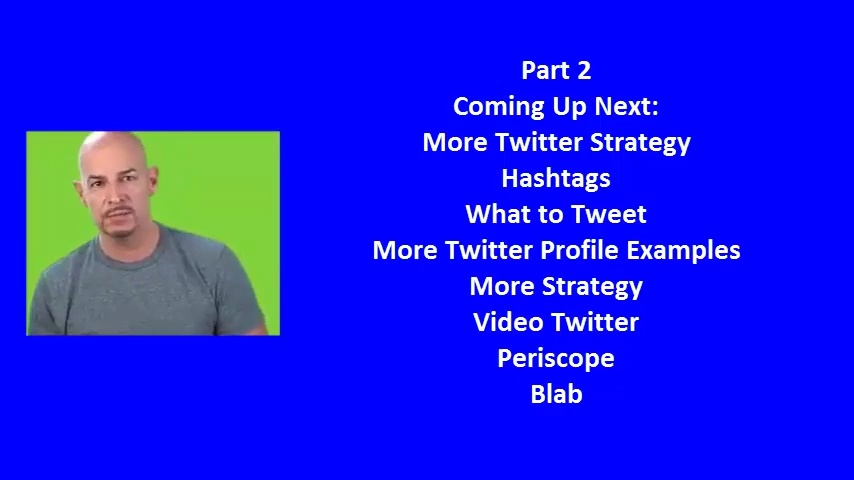 Part 2
Coming Up Next:
More Twitter Strategy
Hashtags
What to Tweet
More Twitter Profile Examples
More Strategy
Video Twitter
Periscope
Blab